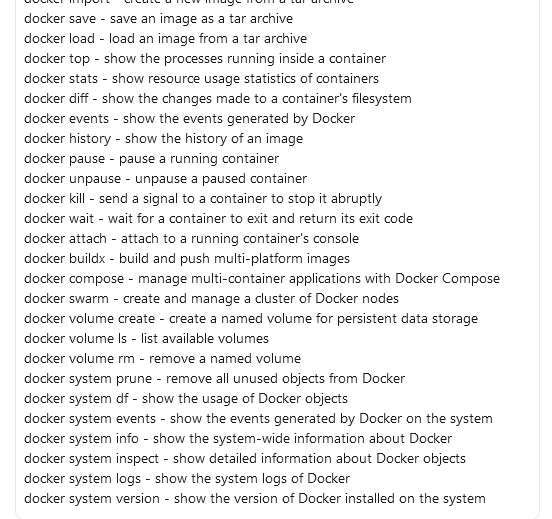 docker import - create a new image from a tar archive
docker save - save an image as a tar archive
docker load - load an image from a tar archive
docker top - show the processes running inside a container
docker stats - show resource usage statistics of containers
docker diff - show the changes made to a container's filesystem
docker events - show the events generated by Docker
docker history - show the history of an image
docker pause - pause a running container
docker unpause - unpause a paused container
docker kill - send a signal to a container to stop it abruptly
docker wait - wait for a container to exit and return its exit code
docker attach - attach to a running container's console
docker buildx - build and push multi-platform images
docker compose - manage multi-container applications with Docker Compose
docker swarm - create and manage a cluster of Docker nodes
docker volume create - create a named volume for persistent data storage
docker volume ls - list available volumes
docker volume rm - remove a named volume
docker system prune - remove all unused objects from Docker
docker system df - show the usage of Docker objects
docker system events - show the events generated by Docker on the system
docker system info - show the system-wide information about Docker
docker system inspect - show detailed information about Docker objects
docker system logs - show the system logs of Docker
docker system version - show the version of Docker installed on the system